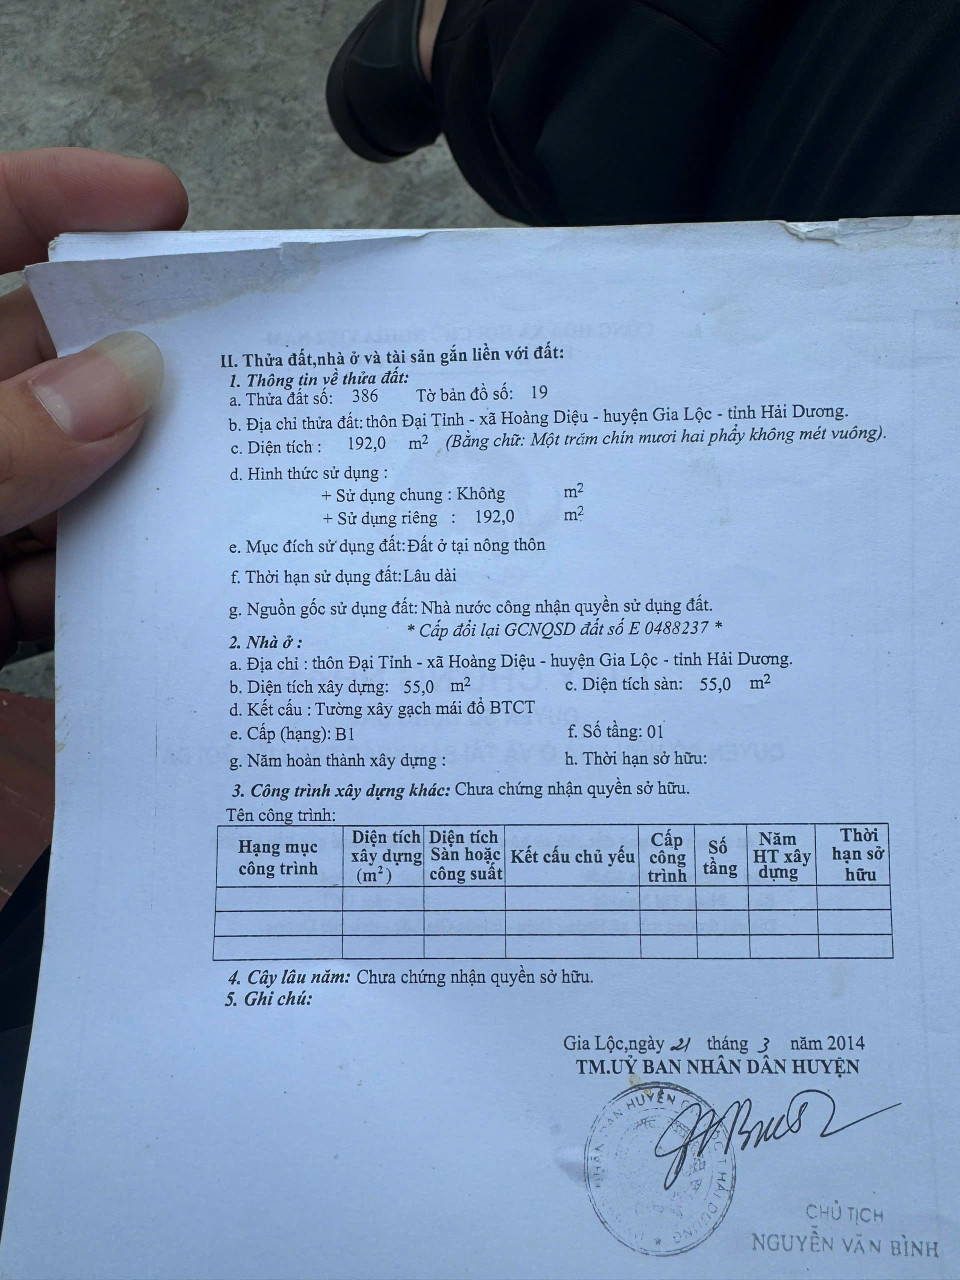 II. Thửa đất,nhà ở và tài sản gắn liền với đất:
1. Thông tin về thửa đất:
a. Thửa đất số: 386 Tờ bản đồ số: 19
b. Địa chỉ thửa đất: thôn Đại Tỉnh - xã Hoàng Diệu - huyện Gia Lộc - tỉnh Hải Dương.
c. Diện tích : 192,0 m² (Bằng chữ: Một trăm chín mươi hai phẩy không mét vuông).
d. Hình thức sử dụng :
+ Sử dụng chung : Không m²
+ Sử dụng riêng : 192,0 m²
e. Mục đích sử dụng đất: Đất ở tại nông thôn
f. Thời hạn sử dụng đất: Lâu dài
g. Nguồn gốc sử dụng đất: Nhà nước công nhận quyền sử dụng đất.
* Cấp đổi lại GCNQSD đất số E 0488237 *
2. Nhà ở :
a. Địa chỉ : thôn Đại Tỉnh - xã Hoàng Diệu - huyện Gia Lộc - tỉnh Hải Dương.
b. Diện tích xây dựng: 55,0 m² c. Diện tích sàn: 55,0 m²
d. Kết cấu : Tường xây gạch mái đổ BTCT
e. Cấp (hạng): B1 f. Số tầng: 01
g. Năm hoàn thành xây dựng : h. Thời hạn sở hữu:
3. Công trình xây dựng khác: Chưa chứng nhận quyền sở hữu.
Tên công trình:
Hạng mục công trình Diện tích xây dựng (m²) Diện tích Sàn hoặc công suất Kết cấu chủ yếu Cấp công trình Số tầng Năm HT xây dựng Thời hạn sở hữu
4. Cây lâu năm: Chưa chứng nhận quyền sở hữu.
5. Ghi chú:
Gia Lộc,ngày 21 tháng 3 năm 2014
TM.UỶ BAN NHÂN DÂN HUYỆN
CHỦ TỊCH
NGUYỄN VĂN BÌNH